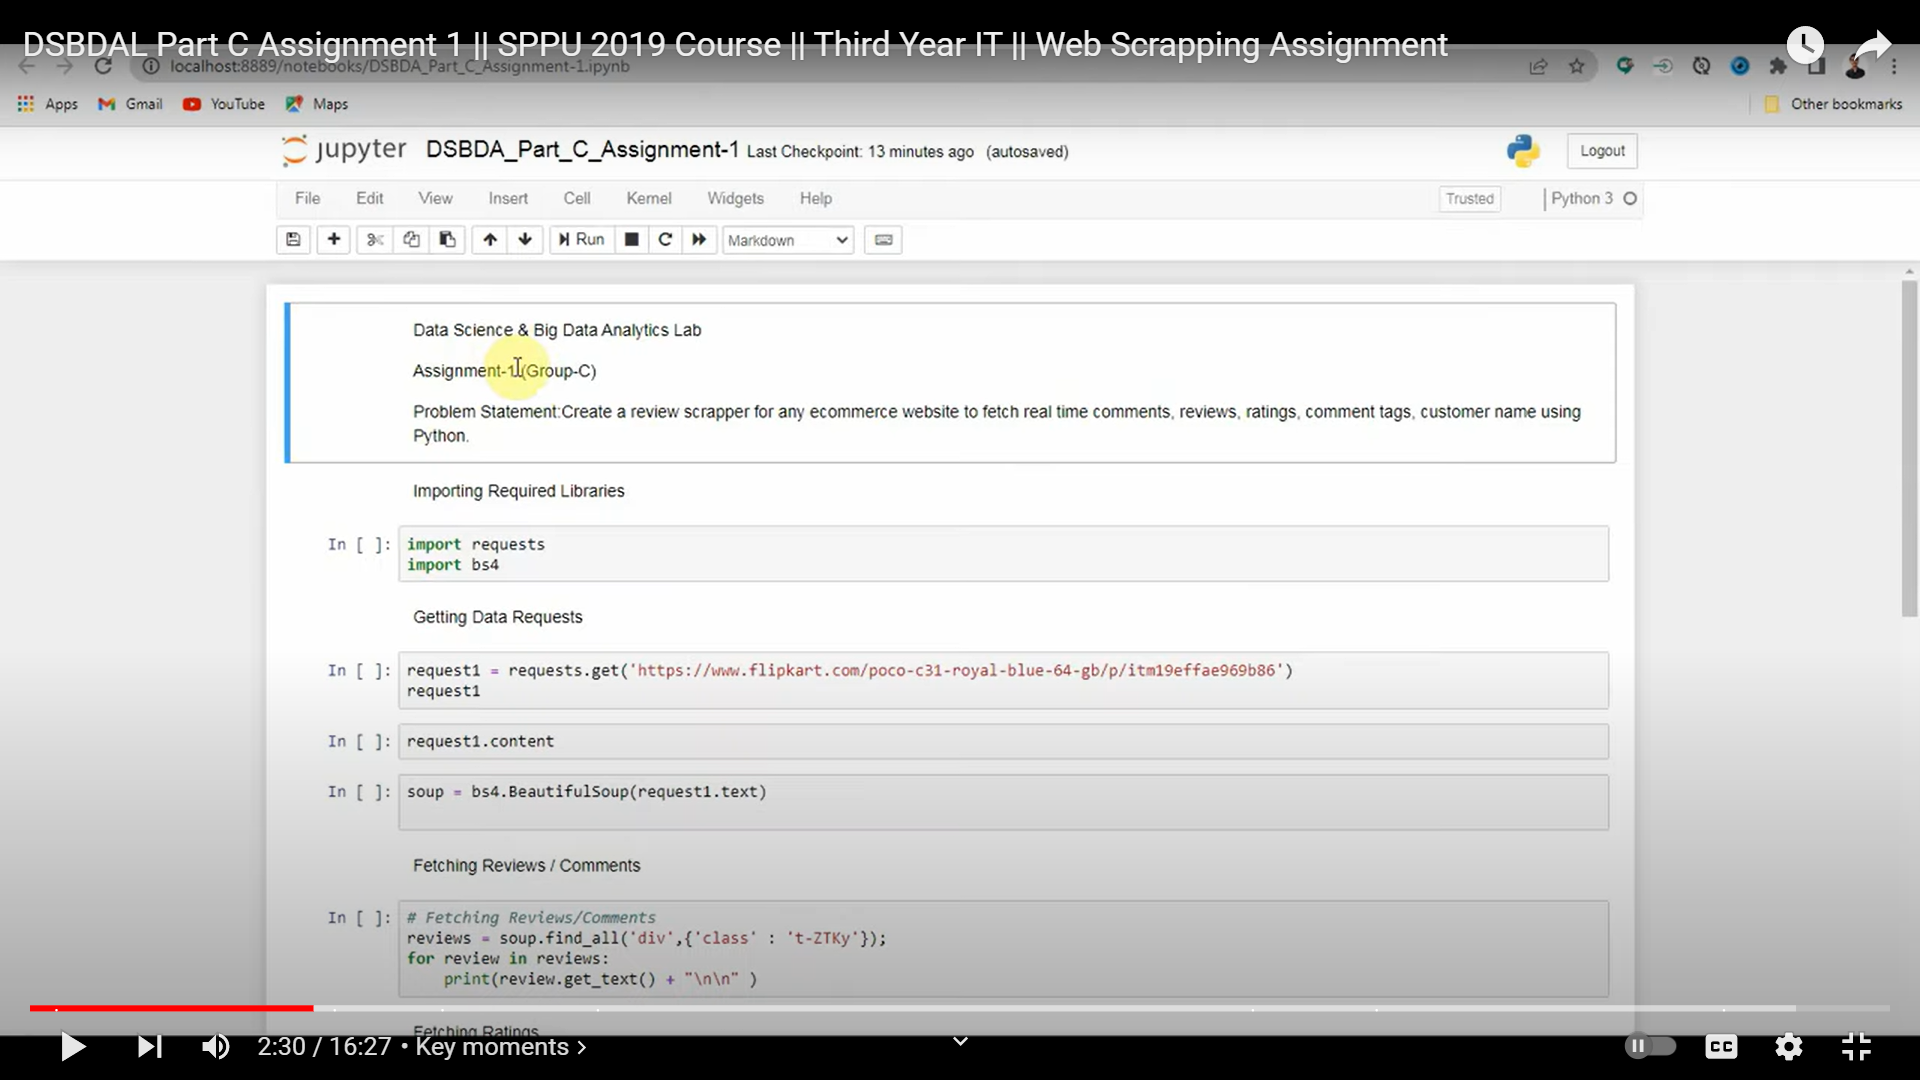 DSBDAL Part C Assignment 1 || SPPU 2019 Course || Third Year IT || Web Scrapping Assignment
localhost:8889/notebooks/DSBDA_Part_C_Assignment-1.ipynb
Apps Gmail YouTube Maps Other bookmarks
jupyter DSBDA_Part_C_Assignment-1 Last Checkpoint: 13 minutes ago (autosaved) Logout
File Edit View Insert Cell Kernel Widgets Help Trusted Python 3
Run Markdown
Data Science & Big Data Analytics Lab
Assignment-1(Group-C)
Problem Statement:Create a review scrapper for any ecommerce website to fetch real time comments, reviews, ratings, comment tags, customer name using
Python.
Importing Required Libraries
In [ ]: import requests
import bs4
Getting Data Requests
In [ ]: request1 = requests.get('https://www.flipkart.com/poco-c31-royal-blue-64-gb/p/itm19effae969b86')
request1
In [ ]: request1.content
In [ ]: soup = bs4.BeautifulSoup(request1.text)
Fetching Reviews / Comments
In [ ]: # Fetching Reviews/Comments
reviews = soup.find_all('div',{'class' : 't-ZTKy'});
for review in reviews:
print(review.get_text() + "\n\n" )
Fetching Ratings
2:30 / 16:27 • Key moments CC